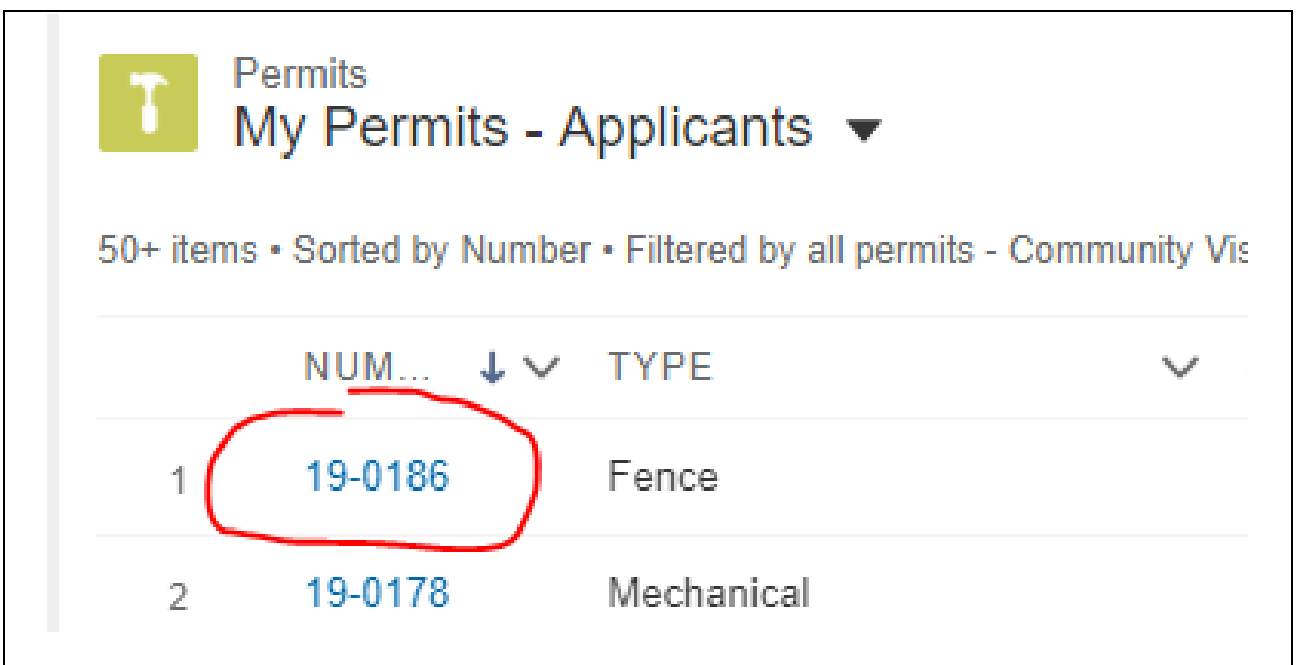 Permits
My Permits - Applicants
50+ items • Sorted by Number • Filtered by all permits - Community Vis
NUM... TYPE
1 19-0186 Fence
2 19-0178 Mechanical